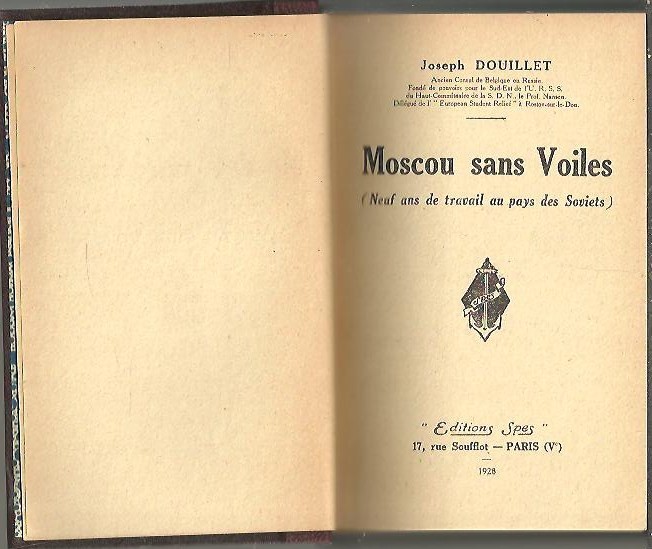 Joseph DOUILLET
Ancien Consul de Belgique en Russie.
Fondé de pouvoirs pour le Sud-Est de l'U. R. S. S.
du Haut-Commissaire de la S. D. N., le Prof. Nansen.
Délégué de l' " European Student Relief " à Rostov-sur-le-Don.
Moscou sans Voiles
(Neuf ans de travail au pays des Soviets)
SPES
" Editions Spes "
17, rue Soufflot — PARIS (Vᵉ)
1928